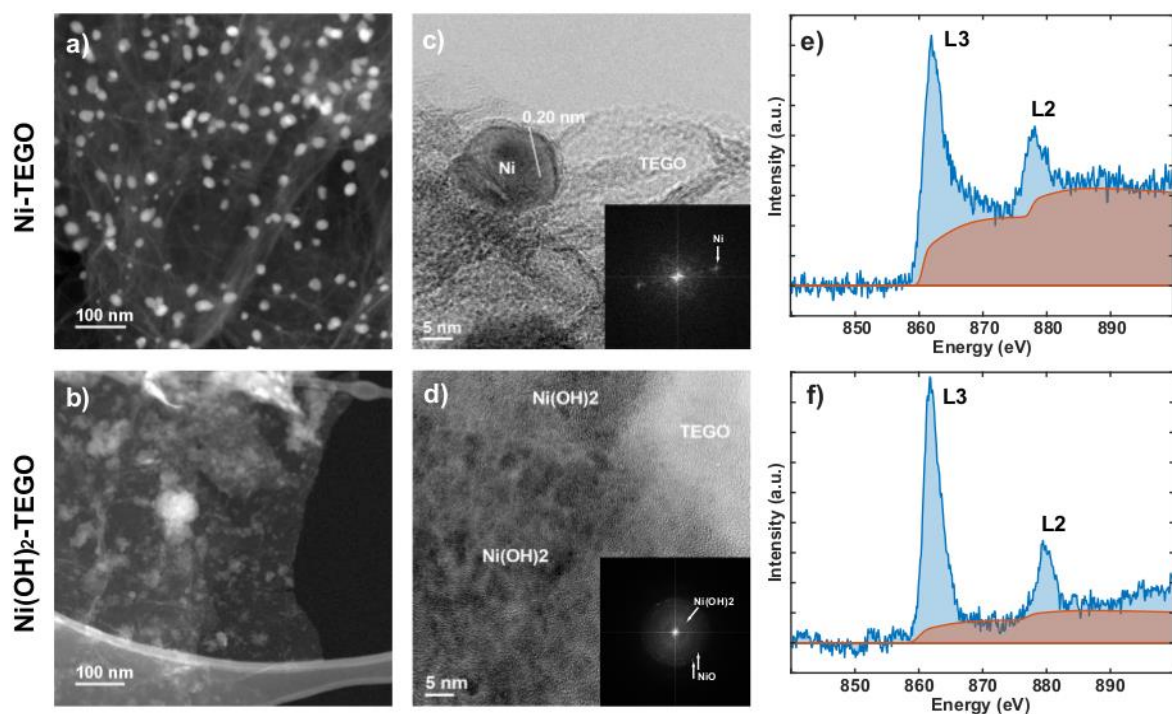 Ni-TEGO
a)
100 nm
c)
0.20 nm
Ni
TEGO
Ni
5 nm
e)
L3
L2
Intensity (a.u.)
850 860 870 880 890
Energy (eV)
Ni(OH)₂-TEGO
b)
100 nm
d)
Ni(OH)2
TEGO
Ni(OH)2
Ni(OH)2
NiO
5 nm
f)
L3
L2
Intensity (a.u.)
850 860 870 880 890
Energy (eV)